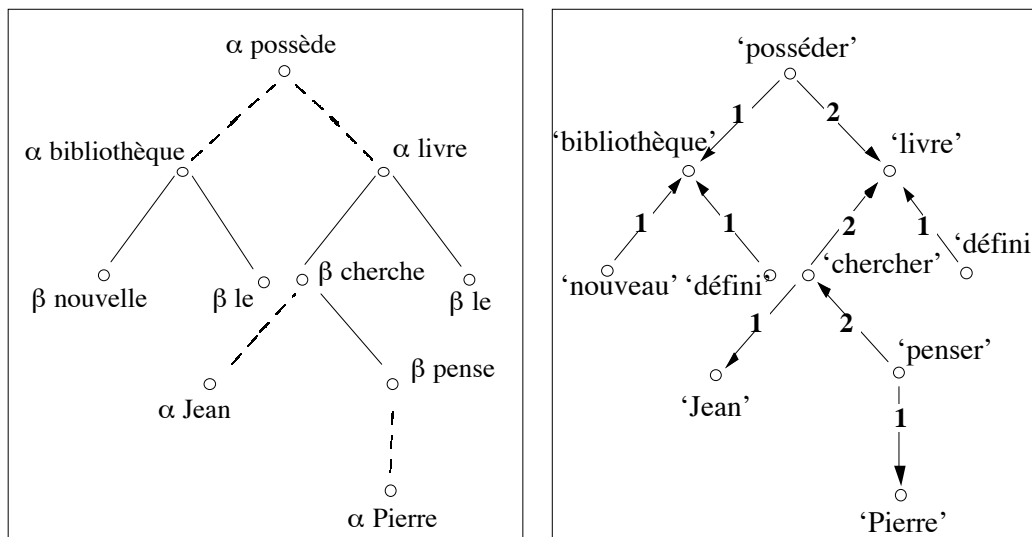 α possède
α bibliothèque
α livre
β nouvelle
β le
β cherche
β le
β pense
α Jean
α Pierre
‘posséder’
1
2
‘bibliothèque’
‘livre’
1
1
2
1
‘défini
‘nouveau’
‘défini’
‘chercher’
1
2
‘penser’
‘Jean’
1
‘Pierre’